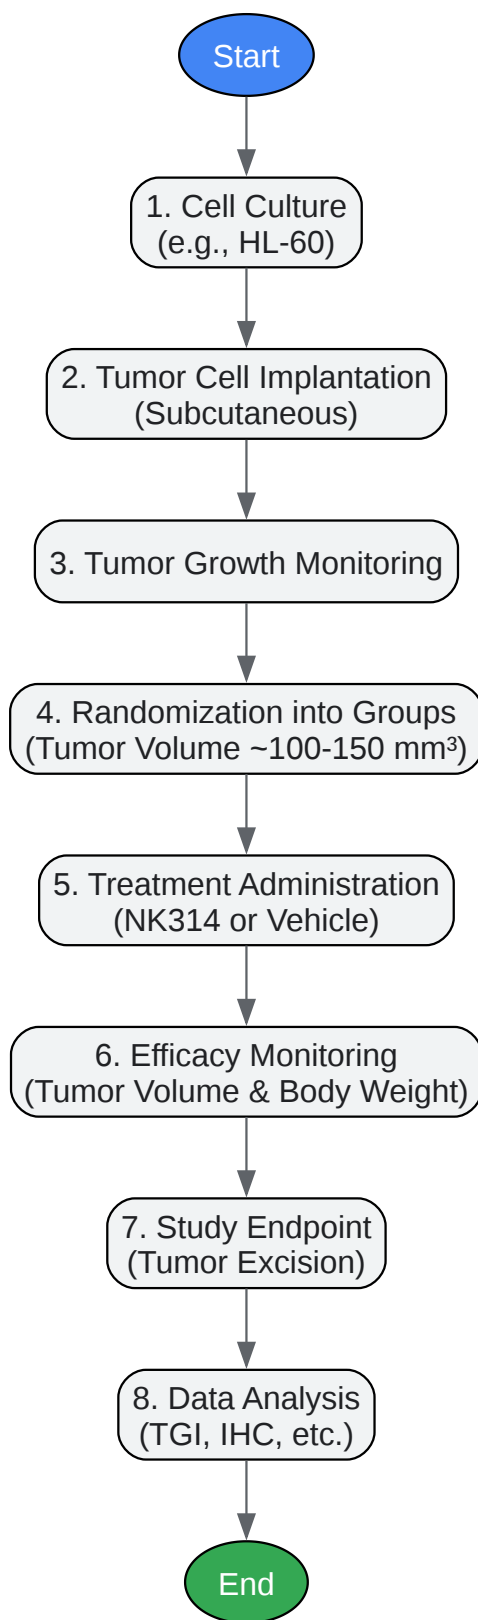 Start
1. Cell Culture
(e.g., HL-60)
2. Tumor Cell Implantation
(Subcutaneous)
3. Tumor Growth Monitoring
4. Randomization into Groups
(Tumor Volume ~100-150 mm³)
5. Treatment Administration
(NK314 or Vehicle)
6. Efficacy Monitoring
(Tumor Volume & Body Weight)
7. Study Endpoint
(Tumor Excision)
8. Data Analysis
(TGI, IHC, etc.)
End